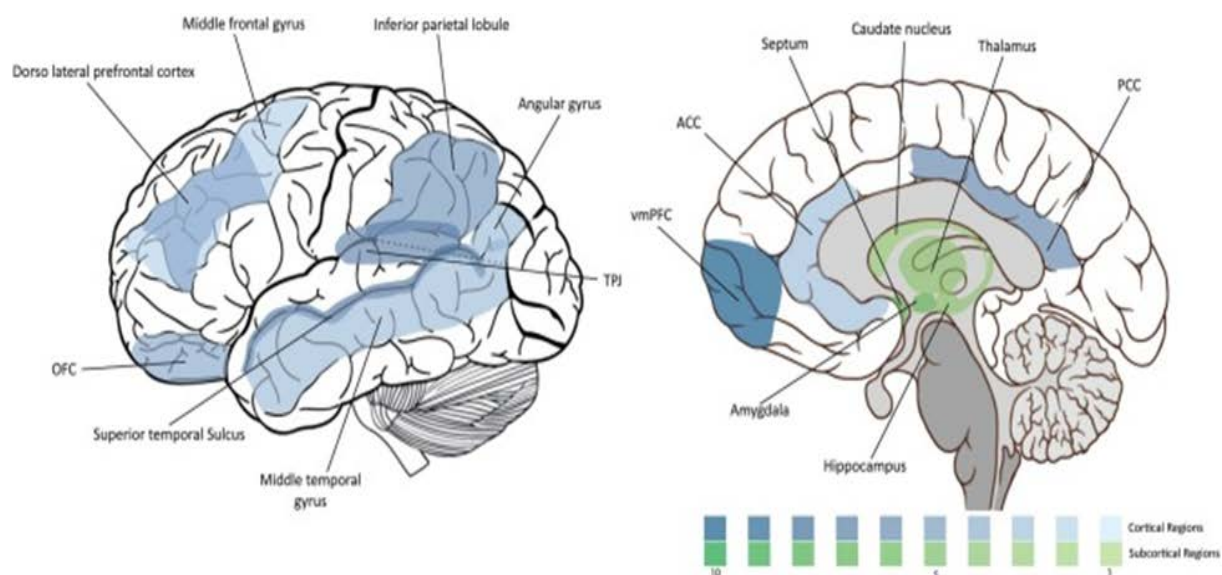 Middle frontal gyrus
Inferior parietal lobule
Dorso lateral prefrontal cortex
Angular gyrus
TPJ
OFC
Superior temporal Sulcus
Middle temporal
gyrus
Caudate nucleus
Septum
Thalamus
PCC
ACC
vmPFC
Amygdala
Hippocampus
Cortical Regions
Subcortical Regions
10